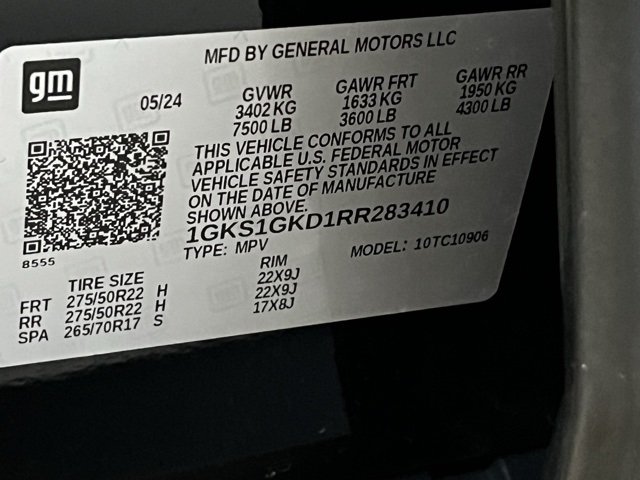 gm
MFD BY GENERAL MOTORS LLC
05/24
GVWR GAWR FRT GAWR RR
3402 KG 1633 KG 1950 KG
7500 LB 3600 LB 4300 LB
THIS VEHICLE CONFORMS TO ALL
APPLICABLE U.S. FEDERAL MOTOR
VEHICLE SAFETY STANDARDS IN EFFECT
ON THE DATE OF MANUFACTURE
SHOWN ABOVE.
1GKS1GKD1RR283410
8555
TYPE: MPV MODEL: 10TC10906
TIRE SIZE RIM
FRT 275/50R22 H 22X9J
RR 275/50R22 H 22X9J
SPA 265/70R17 S 17X8J